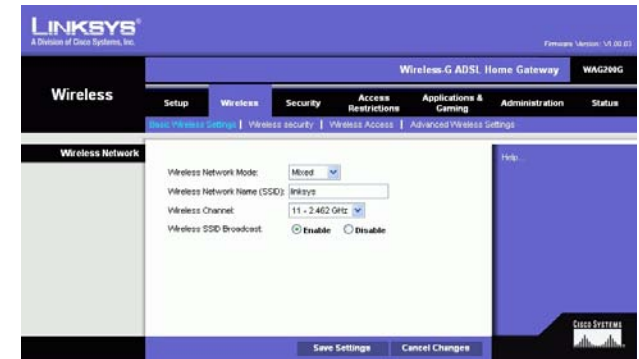 LINKSYS®
A Division of Cisco Systems, Inc.
Firmware Version: V1.00.03
Wireless-G ADSL Home Gateway WAG200G
Wireless
Setup Wireless Security Access Restrictions Applications & Gaming Administration Status
Basic Wireless Settings | Wireless security | Wireless Access | Advanced Wireless Settings
Wireless Network
Help...
Wireless Network Mode: Mixed
Wireless Network Name (SSID): linksys
Wireless Channel: 11 - 2.462 GHz
Wireless SSID Broadcast: Enable Disable
CISCO SYSTEMS
Save Settings Cancel Changes